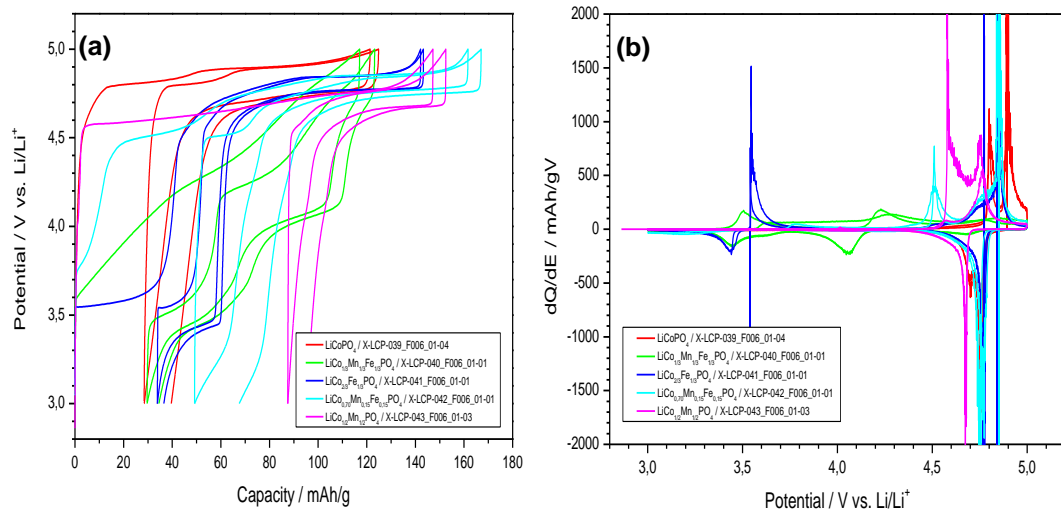 (a)
5,0
4,5
4,0
3,5
3,0
Potential / V vs. Li/Li⁺
0 20 40 60 80 100 120 140 160 180
Capacity / mAh/g
LiCoPO₄ / X-LCP-039_F006_01-04
LiCo₁/₃Mn₁/₃Fe₁/₃PO₄ / X-LCP-040_F006_01-01
LiCo₂/₃Fe₁/₃PO₄ / X-LCP-041_F006_01-01
LiCo₀,₇₀Mn₀,₁₅Fe₀,₁₅PO₄ / X-LCP-042_F006_01-01
LiCo₁/₂Mn₁/₂PO₄ / X-LCP-043_F006_01-03
(b)
2000
1500
1000
500
0
-500
-1000
-1500
-2000
dQ/dE / mAh/gV
3,0 3,5 4,0 4,5 5,0
Potential / V vs. Li/Li⁺
LiCoPO₄ / X-LCP-039_F006_01-04
LiCo₁/₃Mn₁/₃Fe₁/₃PO₄ / X-LCP-040_F006_01-01
LiCo₂/₃Fe₁/₃PO₄ / X-LCP-041_F006_01-01
LiCo₀,₇₀Mn₀,₁₅Fe₀,₁₅PO₄ / X-LCP-042_F006_01-01
LiCo₁/₂Mn₁/₂PO₄ / X-LCP-043_F006_01-03